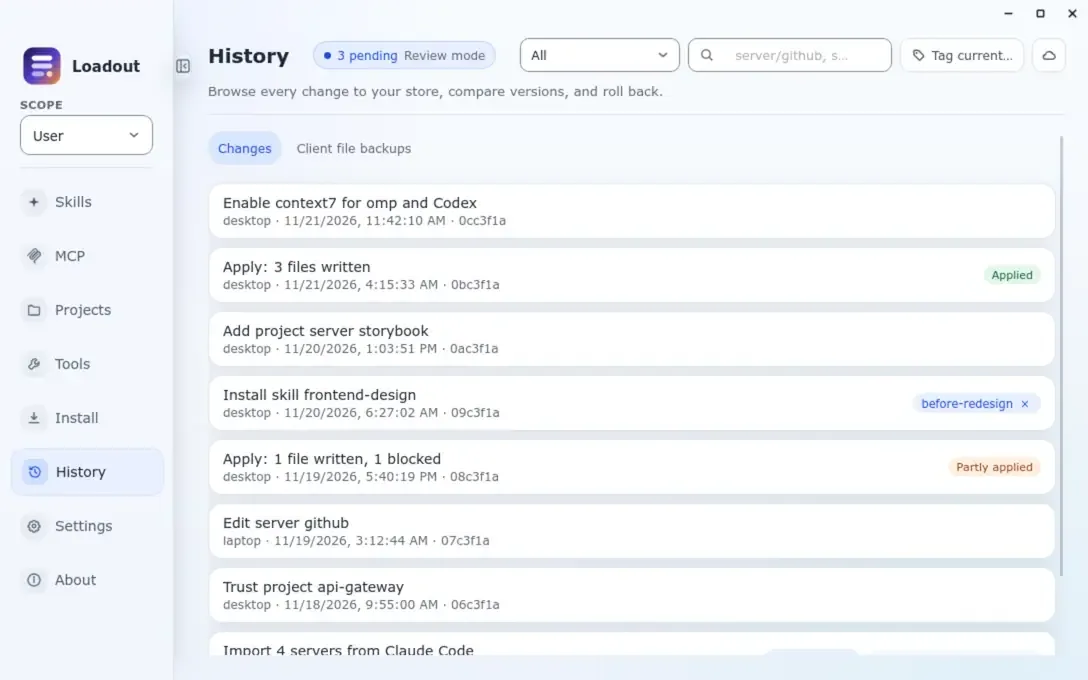 Loadout
SCOPE
User
Skills
MCP
Projects
Tools
Install
History
Settings
About
History
3 pending Review mode
All
server/github, s...
Tag current...
Browse every change to your store, compare versions, and roll back.
Changes
Client file backups
Enable context7 for omp and Codex
desktop · 11/21/2026, 11:42:10 AM · 0cc3f1a
Apply: 3 files written
desktop · 11/21/2026, 4:15:33 AM · 0bc3f1a
Applied
Add project server storybook
desktop · 11/20/2026, 1:03:51 PM · 0ac3f1a
Install skill frontend-design
desktop · 11/20/2026, 6:27:02 AM · 09c3f1a
before-redesign ×
Apply: 1 file written, 1 blocked
desktop · 11/19/2026, 5:40:19 PM · 08c3f1a
Partly applied
Edit server github
laptop · 11/19/2026, 3:12:44 AM · 07c3f1a
Trust project api-gateway
desktop · 11/18/2026, 9:55:00 AM · 06c3f1a
Import 4 servers from Claude Code